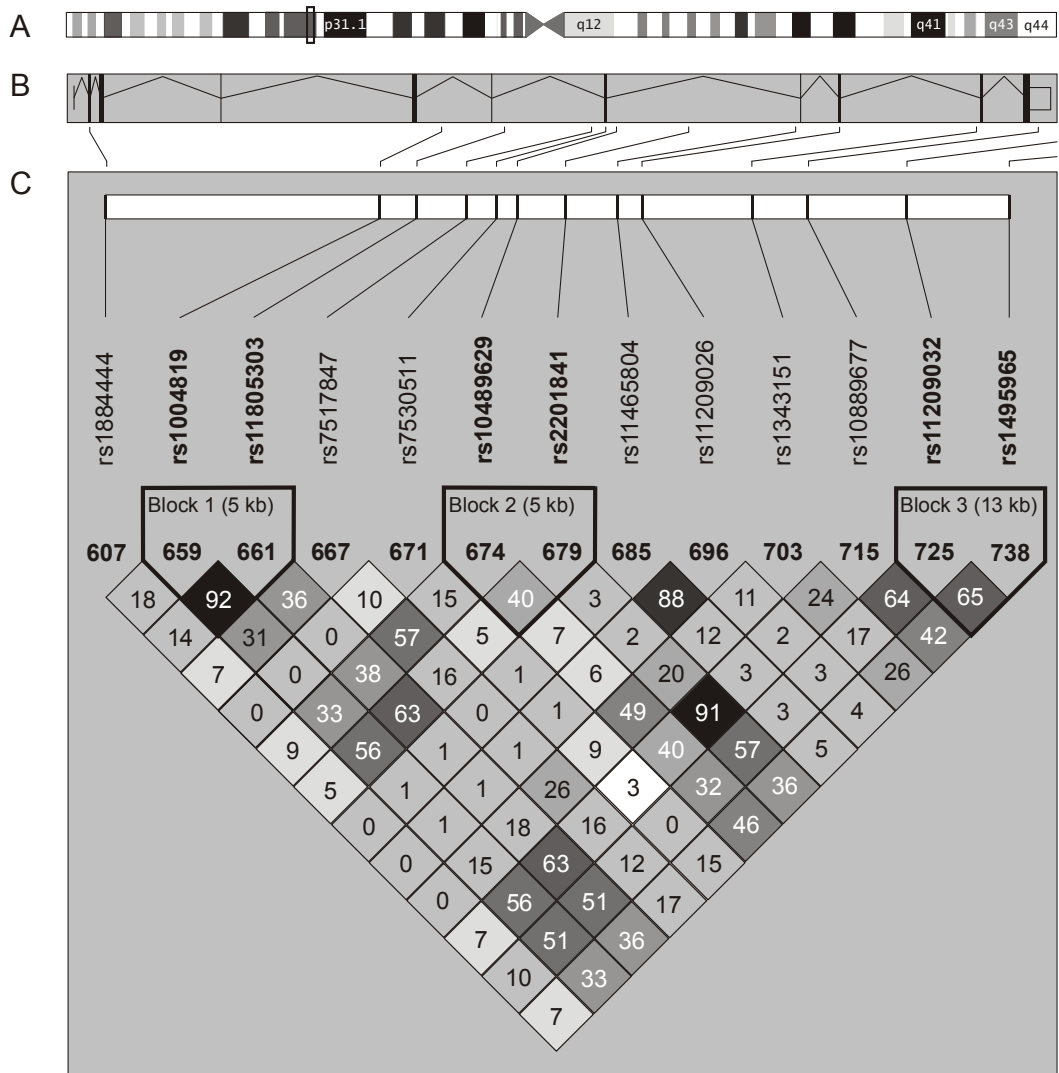 A
p31.1 q12 q41 q43 q44
B
C
rs1884444
rs1004819
rs11805303
rs7517847
rs7530511
rs10489629
rs2201841
rs11465804
rs11209026
rs1343151
rs10889677
rs11209032
rs1495965
Block 1 (5 kb) Block 2 (5 kb) Block 3 (13 kb)
607 659 661 667 671 674 679 685 696 703 715 725 738
18 92 36 10 15 40 3 88 11 24 64 65
14 31 0 57 5 7 2 12 2 17 42
7 0 38 16 1 6 20 3 3 26
0 33 63 0 1 49 91 3 4
9 56 1 1 9 40 57 5
5 1 1 26 3 32 36
0 1 18 16 0 46
0 15 63 12 15
0 56 51 17
7 51 36
10 33
7